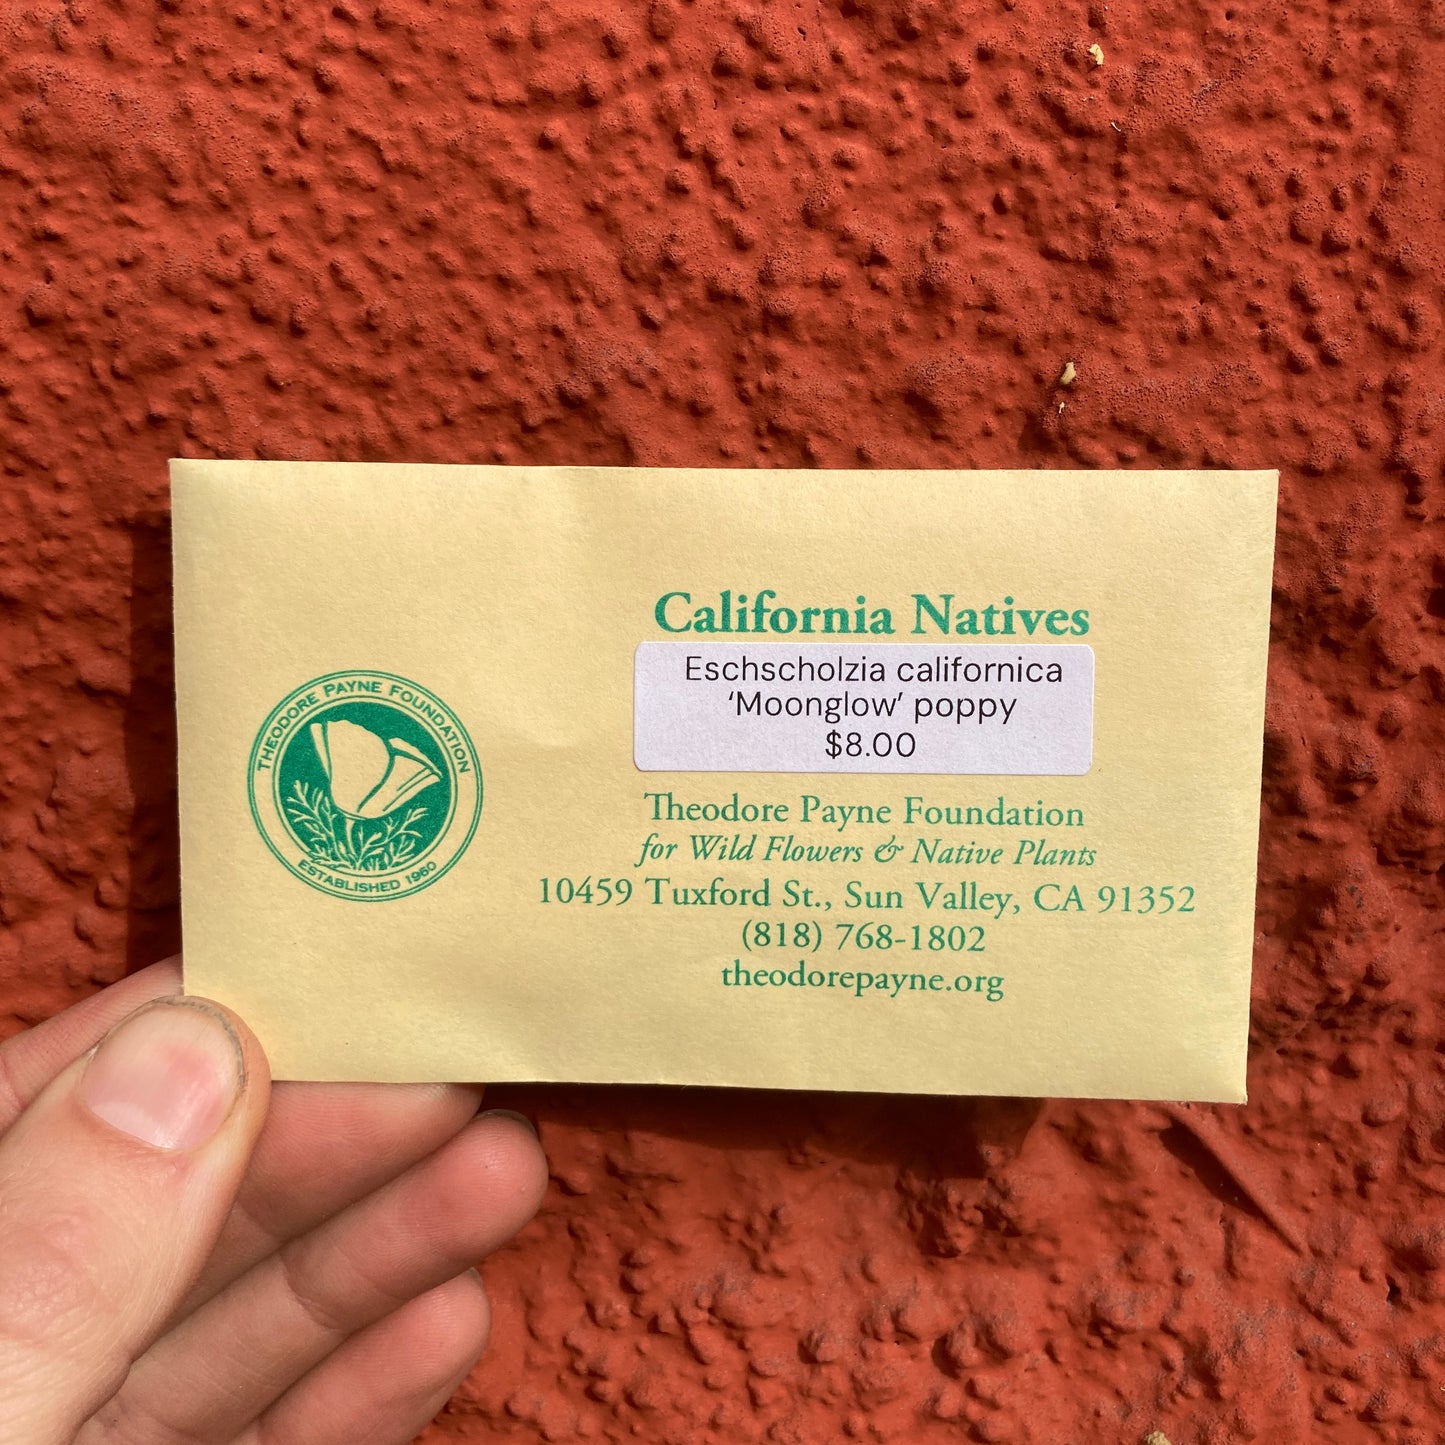 THEODORE PAYNE FOUNDATION
ESTABLISHED 1960
California Natives
Eschscholzia californica
‘Moonglow’ poppy
$8.00
Theodore Payne Foundation
for Wild Flowers & Native Plants
10459 Tuxford St., Sun Valley, CA 91352
(818) 768-1802
theodorepayne.org